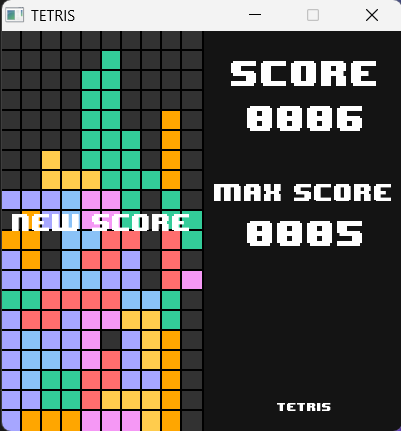 TETRIS
SCORE
0006
MAX SCORE
0005
NEW SCORE
TETRIS